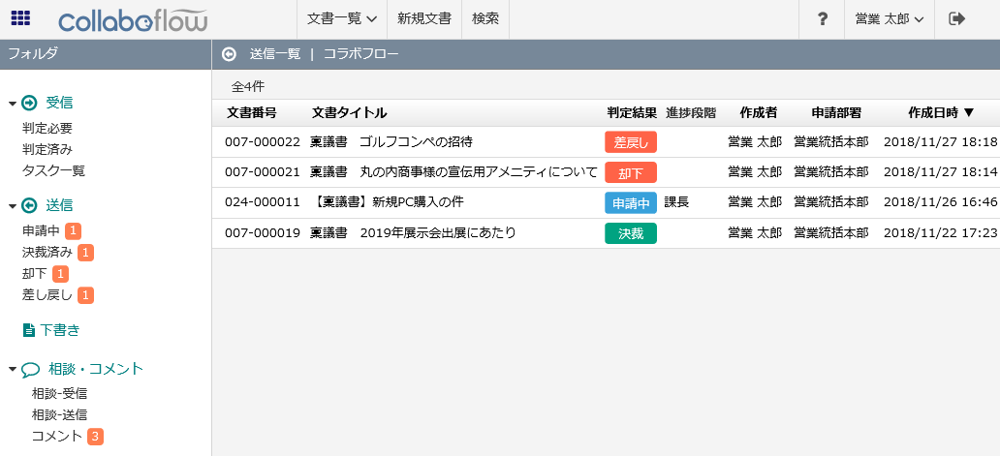 collaboflow 文書一覧 新規文書 検索 ? 営業 太郎
フォルダ
送信一覧 | コラボフロー
受信
判定必要
判定済み
タスク一覧
送信
申請中 1
決裁済み 1
却下 1
差し戻し 1
下書き
相談・コメント
相談-受信
相談-送信
コメント 3
全4件
文書番号 文書タイトル 判定結果 進捗段階 作成者 申請部署 作成日時 ▼
007-000022 稟議書 ゴルフコンペの招待 差戻し 営業 太郎 営業統括本部 2018/11/27 18:18
007-000021 稟議書 丸の内商事様の宣伝用アメニティについて 却下 営業 太郎 営業統括本部 2018/11/27 18:14
024-000011 【稟議書】新規PC購入の件 申請中 課長 営業 太郎 営業統括本部 2018/11/26 16:46
007-000019 稟議書 2019年展示会出展にあたり 決裁 営業 太郎 営業統括本部 2018/11/22 17:23